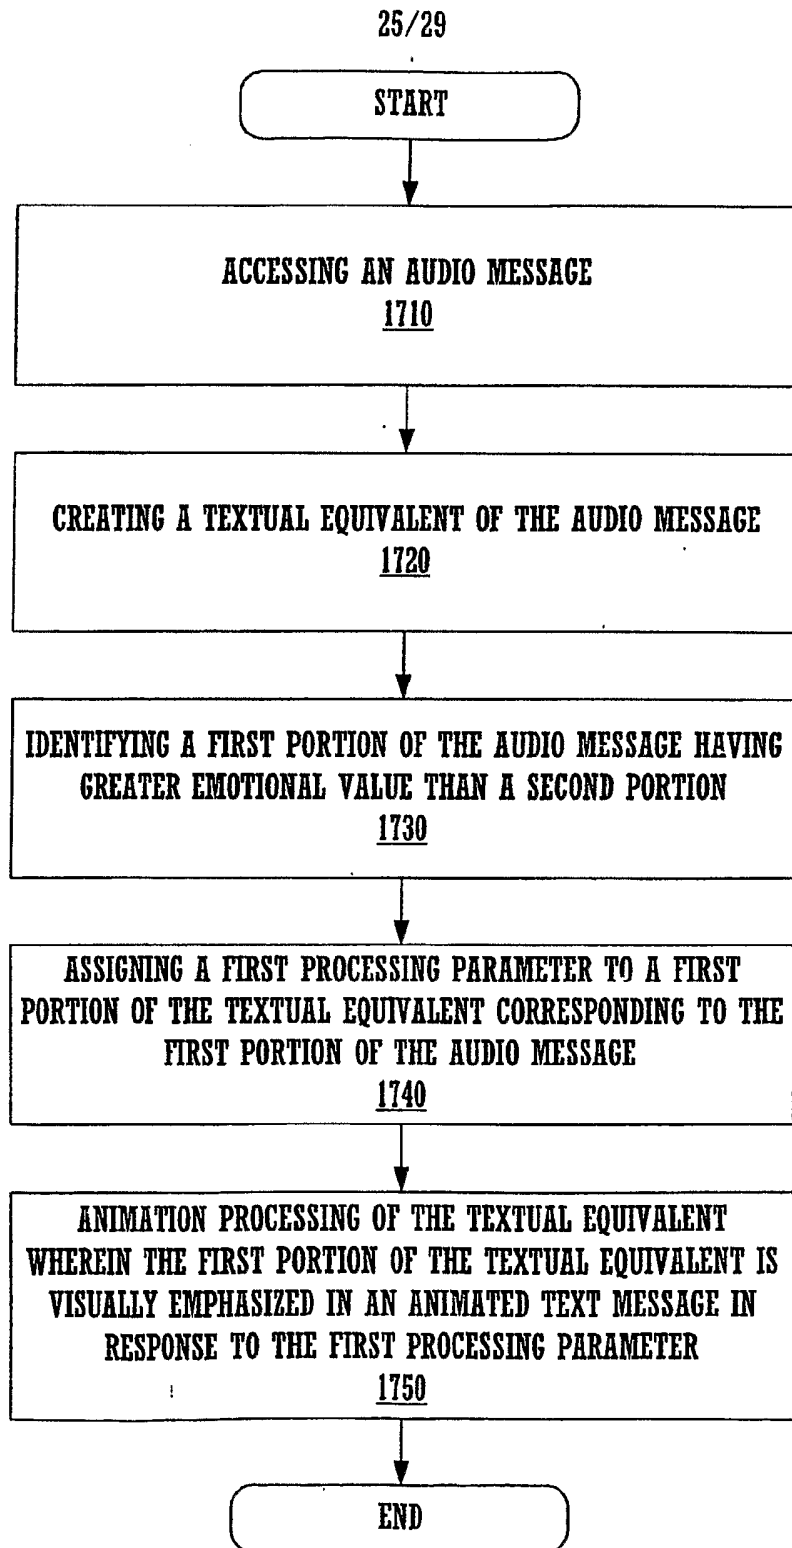 25/29
START
ACCESSING AN AUDIO MESSAGE
1710
CREATING A TEXTUAL EQUIVALENT OF THE AUDIO MESSAGE
1720
IDENTIFYING A FIRST PORTION OF THE AUDIO MESSAGE HAVING
GREATER EMOTIONAL VALUE THAN A SECOND PORTION
1730
ASSIGNING A FIRST PROCESSING PARAMETER TO A FIRST
PORTION OF THE TEXTUAL EQUIVALENT CORRESPONDING TO THE
FIRST PORTION OF THE AUDIO MESSAGE
1740
ANIMATION PROCESSING OF THE TEXTUAL EQUIVALENT
WHEREIN THE FIRST PORTION OF THE TEXTUAL EQUIVALENT IS
VISUALLY EMPHASIZED IN AN ANIMATED TEXT MESSAGE IN
RESPONSE TO THE FIRST PROCESSING PARAMETER
1750
END